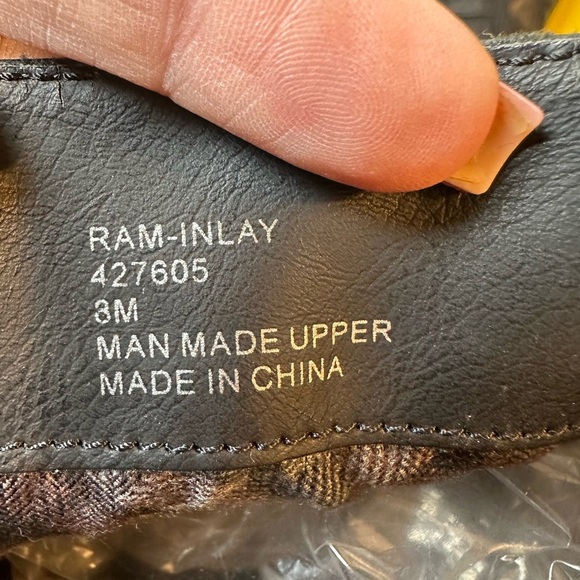 RAM-INLAY
427605
8M
MAN MADE UPPER
MADE IN CHINA